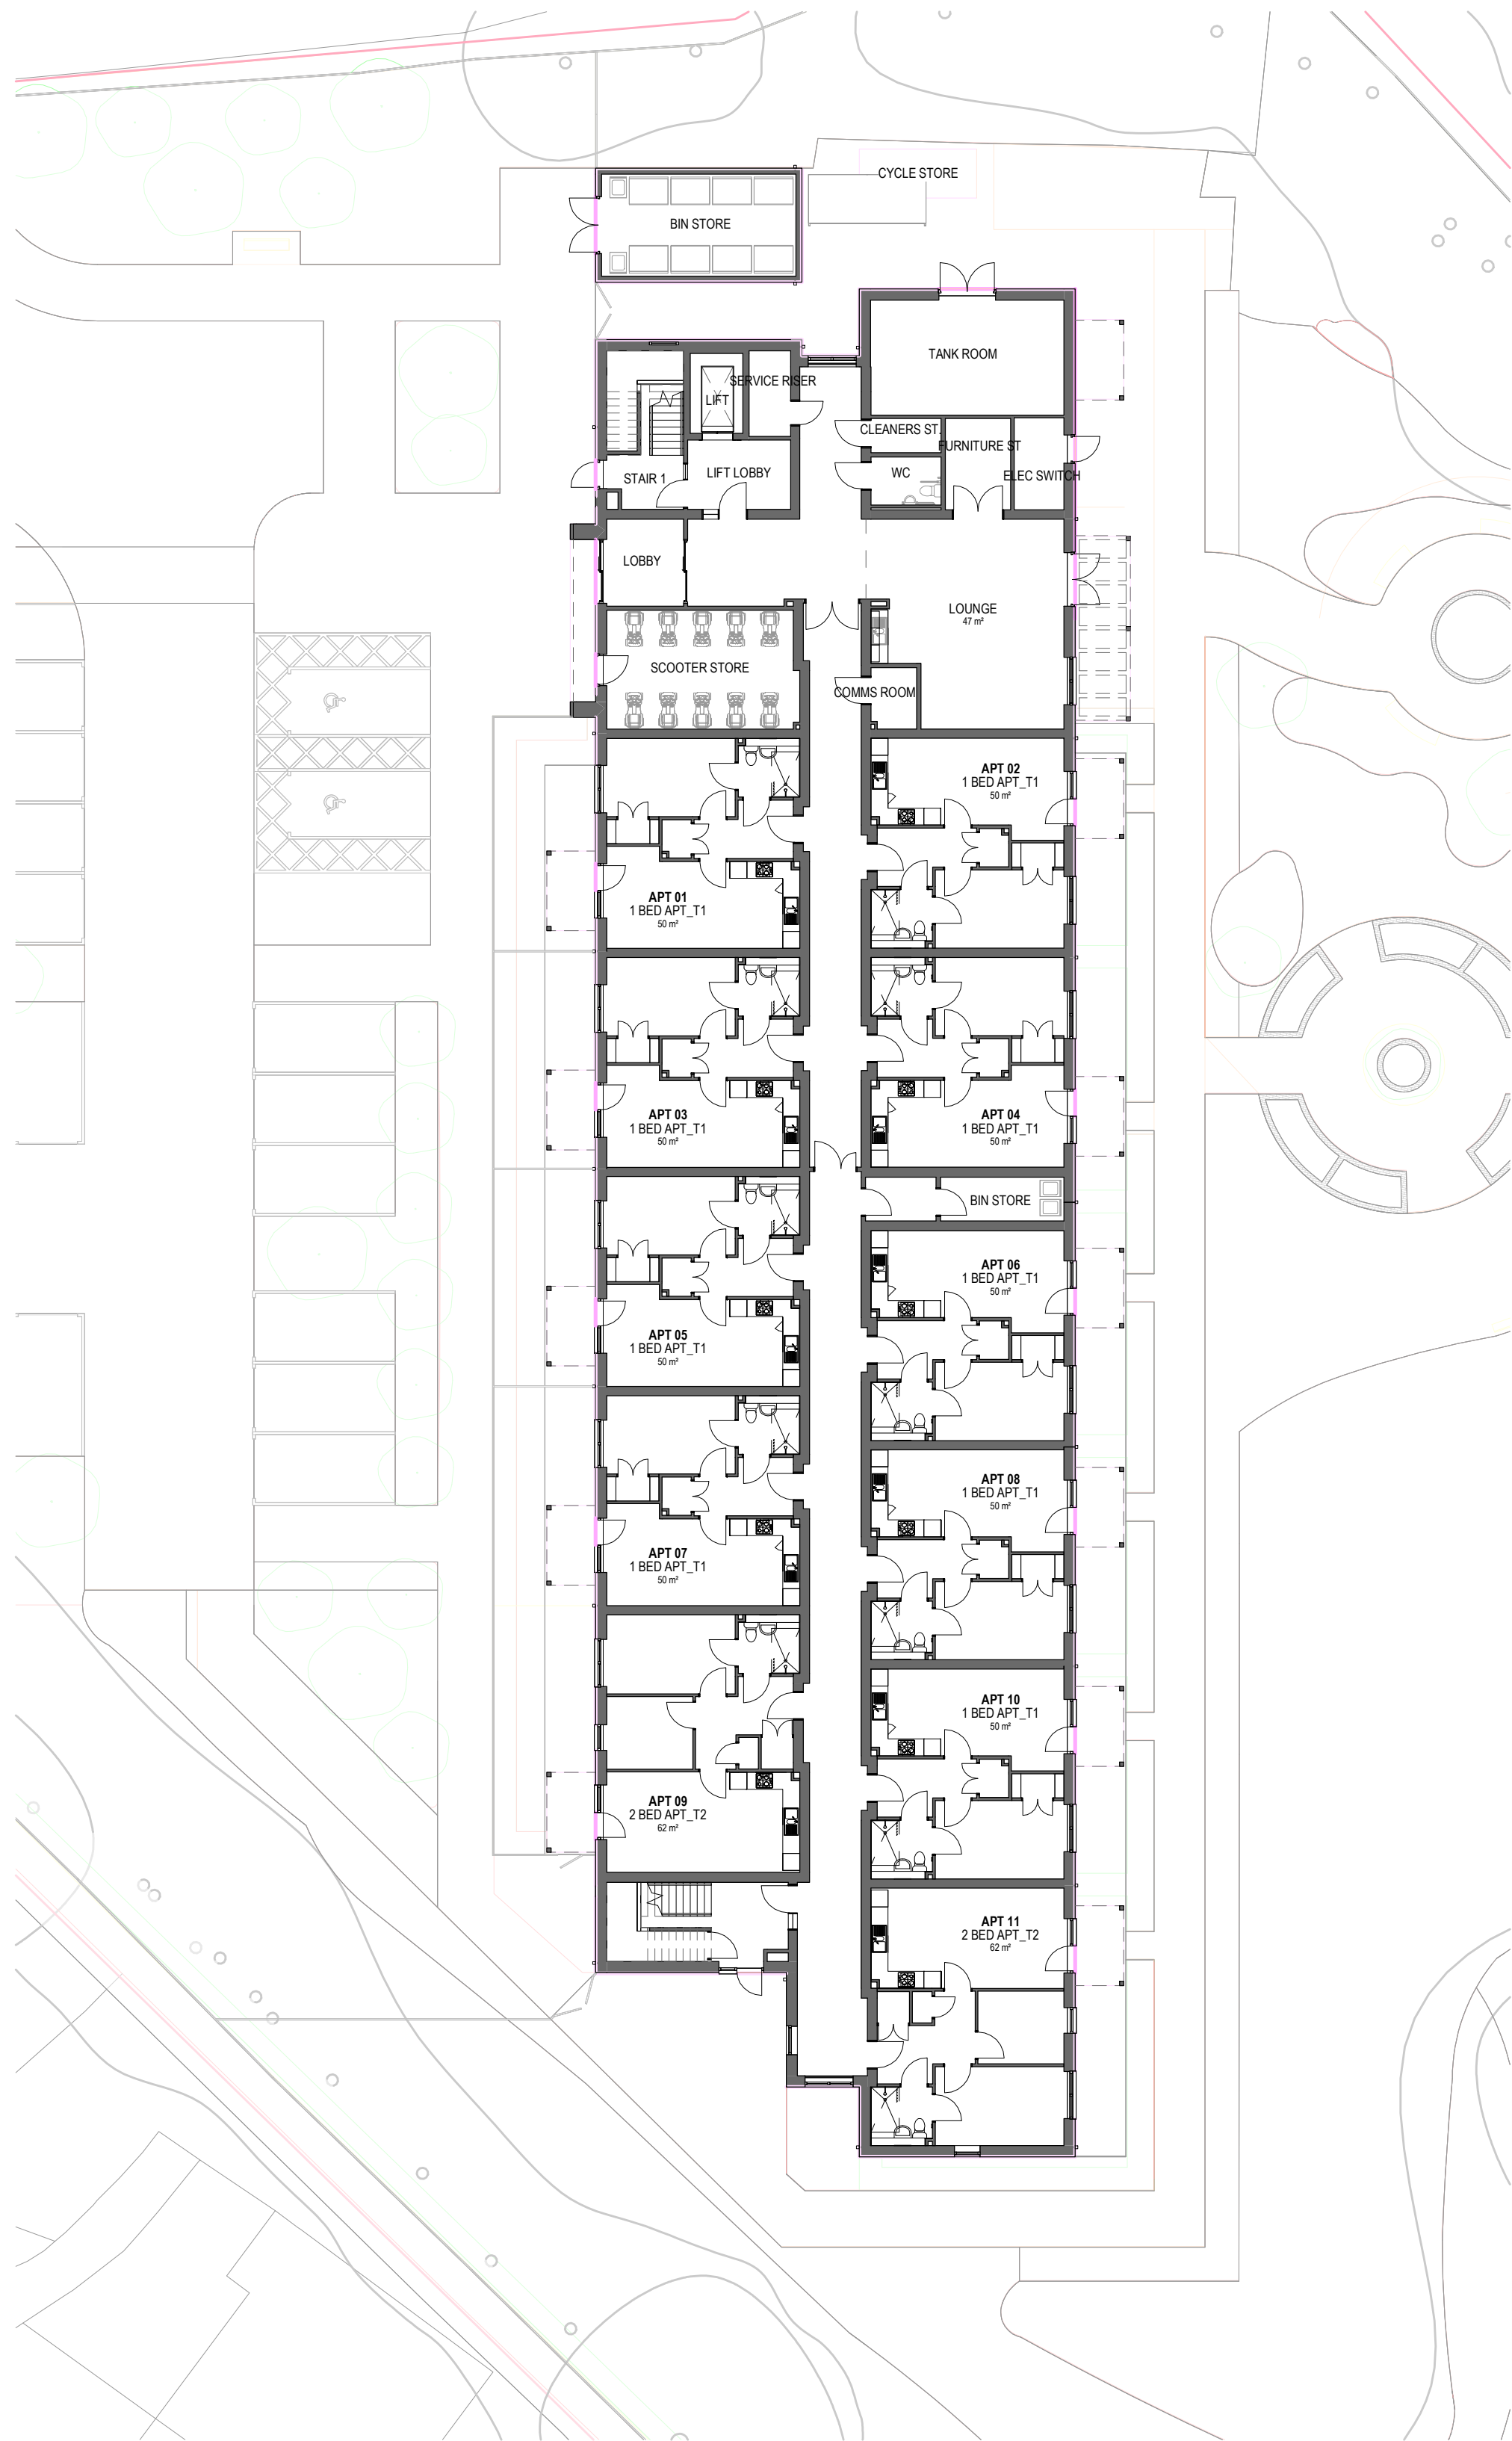 CYCLE STORE
BIN STORE
TANK ROOM
SERVICE RISER
LIFT
CLEANERS ST.
FURNITURE ST
WC
ELEC SWITCH
STAIR 1
LIFT LOBBY
LOBBY
LOUNGE
47 m²
SCOOTER STORE
COMMS ROOM
APT 02
1 BED APT_T1
50 m²
APT 01
1 BED APT_T1
50 m²
APT 03
1 BED APT_T1
50 m²
APT 04
1 BED APT_T1
50 m²
BIN STORE
APT 06
1 BED APT_T1
50 m²
APT 05
1 BED APT_T1
50 m²
APT 08
1 BED APT_T1
50 m²
APT 07
1 BED APT_T1
50 m²
APT 10
1 BED APT_T1
50 m²
APT 09
2 BED APT_T2
62 m²
APT 11
2 BED APT_T2
62 m²